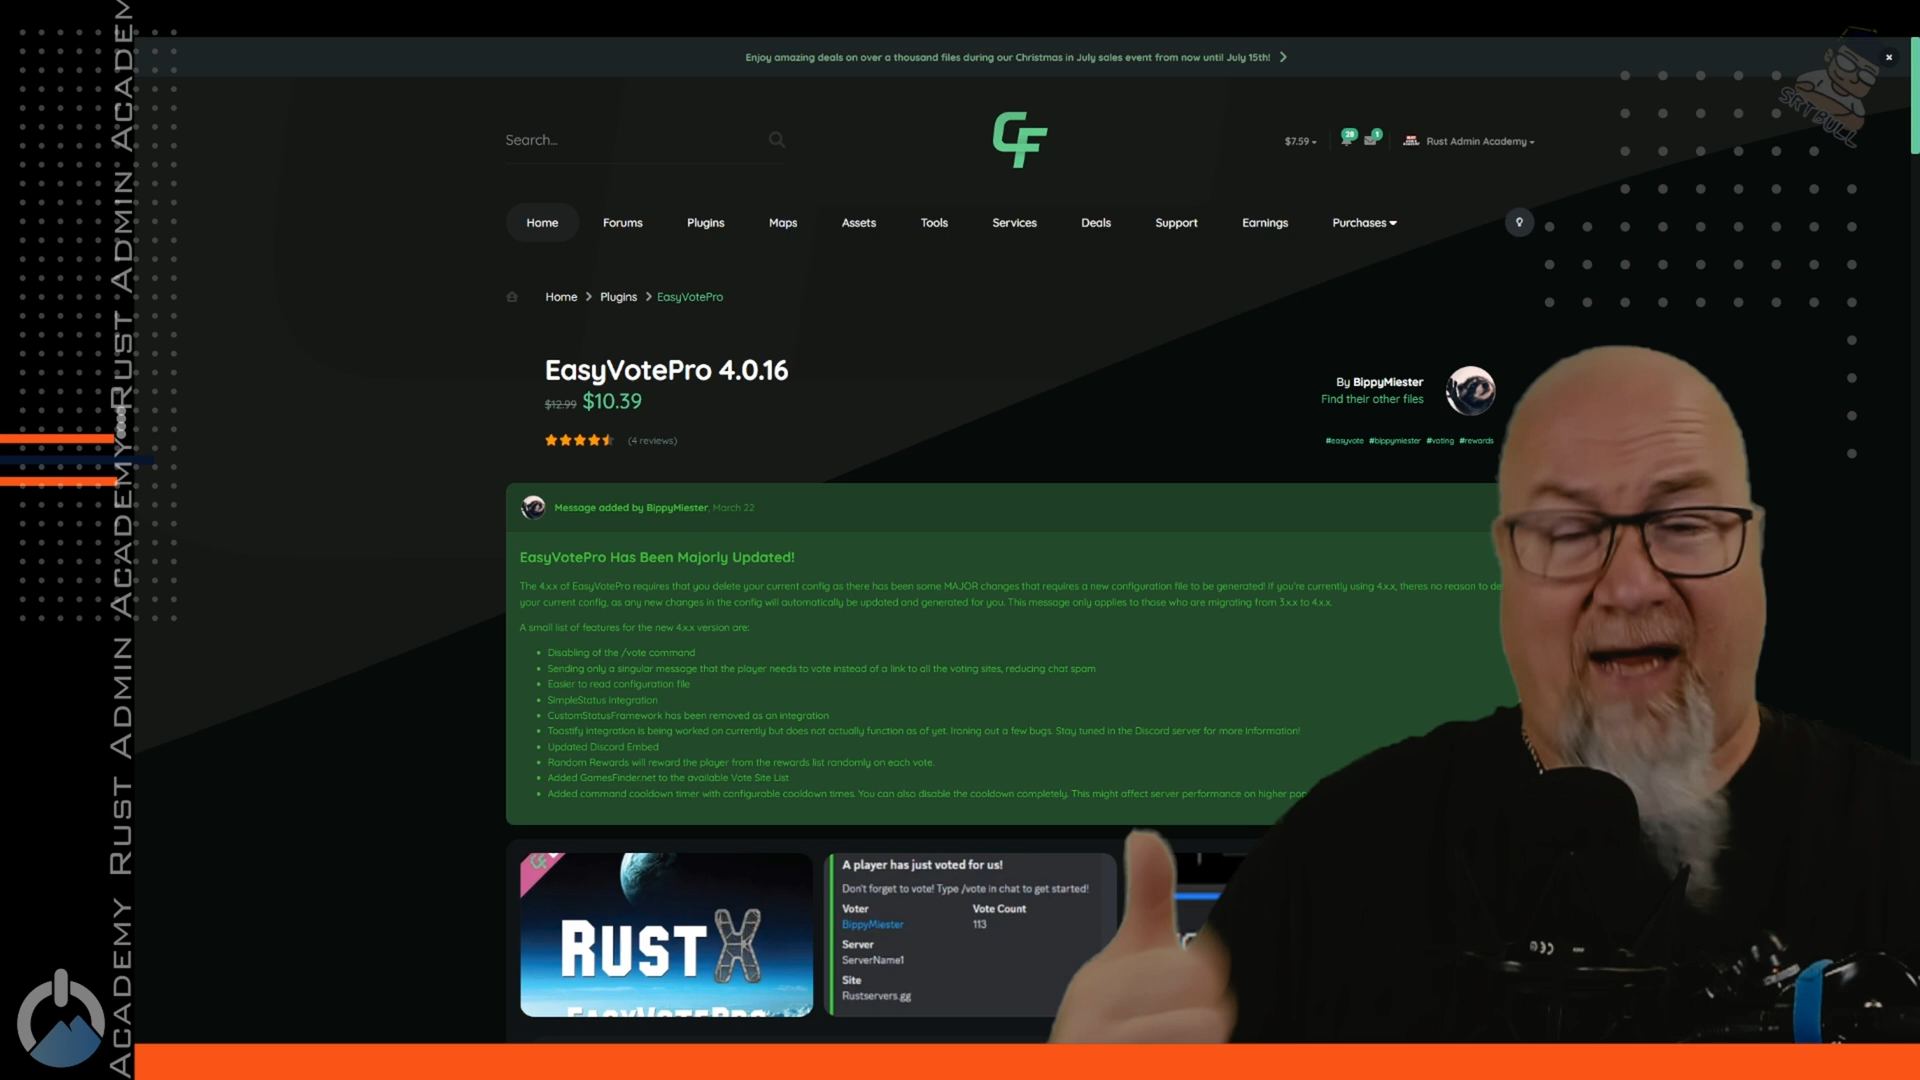 Enjoy amazing deals on over a thousand files during our Christmas in July sales event from now until July 15th!
Search...
CF
$7.59
28
1
Rust Admin Academy
SRTBULL
Home
Forums
Plugins
Maps
Assets
Tools
Services
Deals
Support
Earnings
Purchases
Home
Plugins
EasyVotePro
EasyVotePro 4.0.16
$12.99 $10.39
(4 reviews)
By BippyMiester
Find their other files
#easyvote #bippymiester #voting #rewards
Message added by BippyMiester, March 22
EasyVotePro Has Been Majorly Updated!
The 4.x.x of EasyVotePro requires that you delete your current config as there has been some MAJOR changes that requires a new configuration file to be generated! If you're currently using 4.x.x, theres no reason to de
your current config, as any new changes in the config will automatically be updated and generated for you. This message only applies to those who are migrating from 3.x.x to 4.x.x.
A small list of features for the new 4.x.x version are:
Disabling of the /vote command
Sending only a singular message that the player needs to vote instead of a link to all the voting sites, reducing chat spam
Easier to read configuration file
SimpleStatus integration
CustomStatusFramework has been removed as an integration
Toastify integration is being worked on currently but does not actually function as of yet. Ironing out a few bugs. Stay tuned in the Discord server for more information!
Updated Discord Embed
Random Rewards will reward the player from the rewards list randomly on each vote.
Added GamesFinder.net to the available Vote Site List
Added command cooldown timer with configurable cooldown times. You can also disable the cooldown completely. This might affect server performance on higher pop
CF
RUST X
EASYVOTEPRO
A player has just voted for us!
Don't forget to vote! Type /vote in chat to get started!
Voter
Vote Count
BippyMiester
113
Server
ServerName1
Site
Rustservers.gg
ACADEMY RUST ADMIN ACADEMY
RUST ADMIN ACADEM